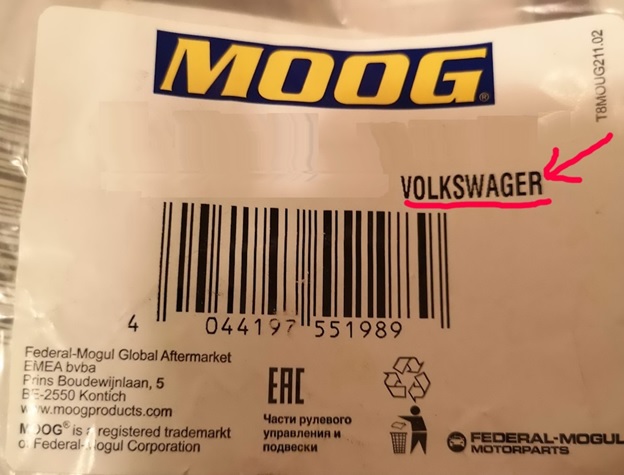 MOOG®
T8MOUG211.02
VOLKSWAGER
4 044197 551989
Federal-Mogul Global Aftermarket
EMEA bvba
Prins Boudewijnlaan, 5
BE-2550 Kontich
www.moogproducts.com
MOOG® is a registered trademarkt
of Federal-Mogul Corporation
EAC
Части рулевого
управления и
подвески
FEDERAL-MOGUL
MOTORPARTS